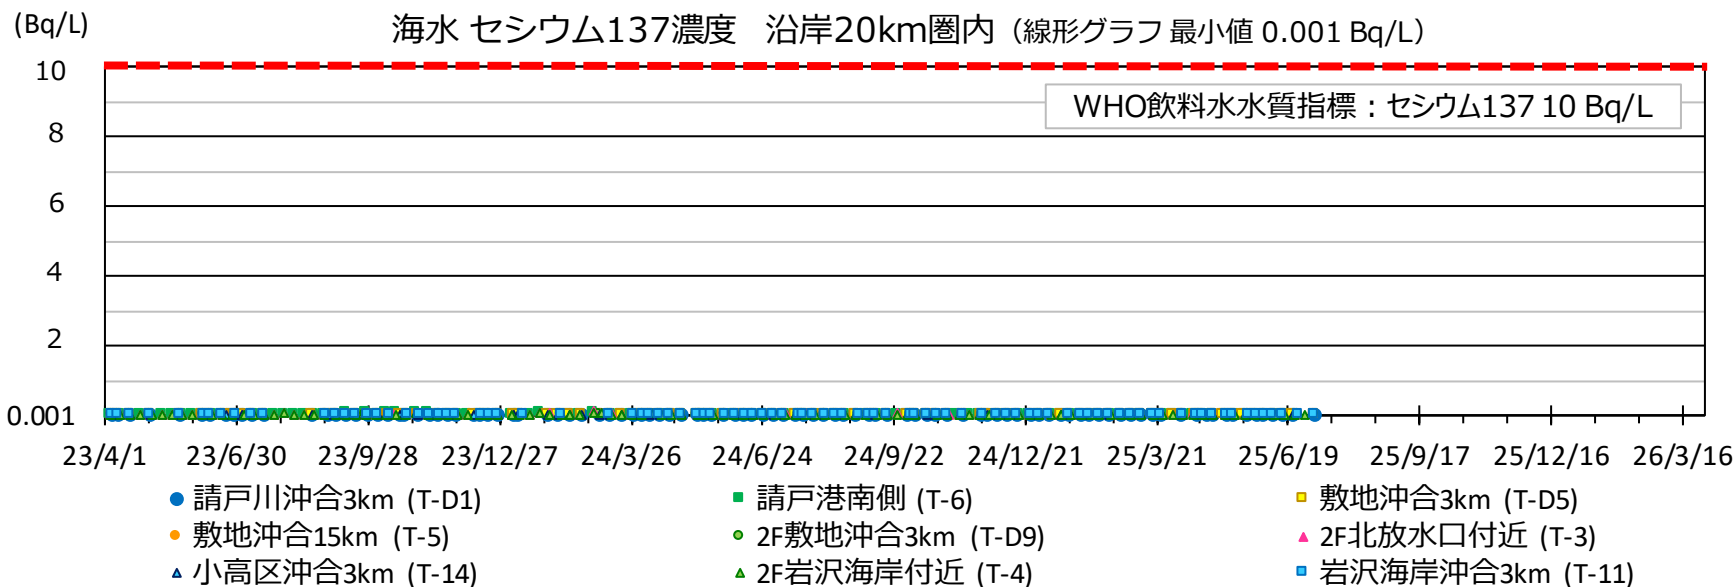 (Bq/L)
海水 セシウム137濃度 沿岸20km圏内（線形グラフ 最小値 0.001 Bq/L）
10
WHO飲料水水質指標：セシウム137 10 Bq/L
8
6
4
2
0.001
23/4/1 23/6/30 23/9/28 23/12/27 24/3/26 24/6/24 24/9/22 24/12/21 25/3/21 25/6/19 25/9/17 25/12/16 26/3/16
請戸川沖合3km (T-D1) 請戸港南側 (T-6) 敷地沖合3km (T-D5)
敷地沖合15km (T-5) 2F敷地沖合3km (T-D9) 2F北放水口付近 (T-3)
小高区沖合3km (T-14) 2F岩沢海岸付近 (T-4) 岩沢海岸沖合3km (T-11)